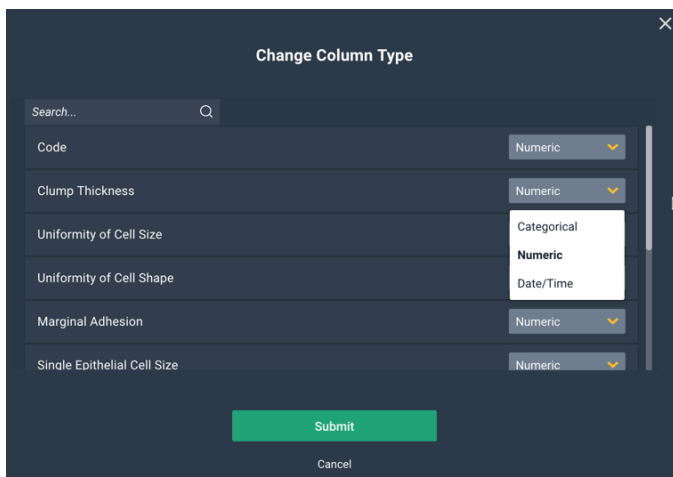 Change Column Type
Search...
Code Numeric
Clump Thickness Numeric
Categorical
Uniformity of Cell Size
Numeric
Uniformity of Cell Shape
Date/Time
Marginal Adhesion Numeric
Single Epithelial Cell Size Numeric
Submit
Cancel